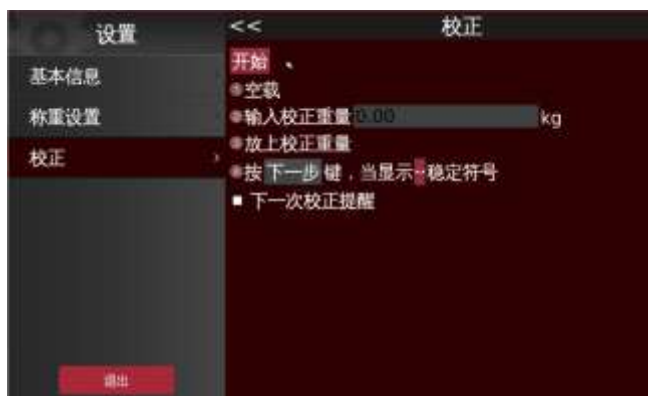 设置
基本信息
称重设置
校正
退出
<< 校正
开始 、
空载
输入校正重量 0.00 kg
放上校正重量
按 下一步 键，当显示 稳定符号
下一次校正提醒